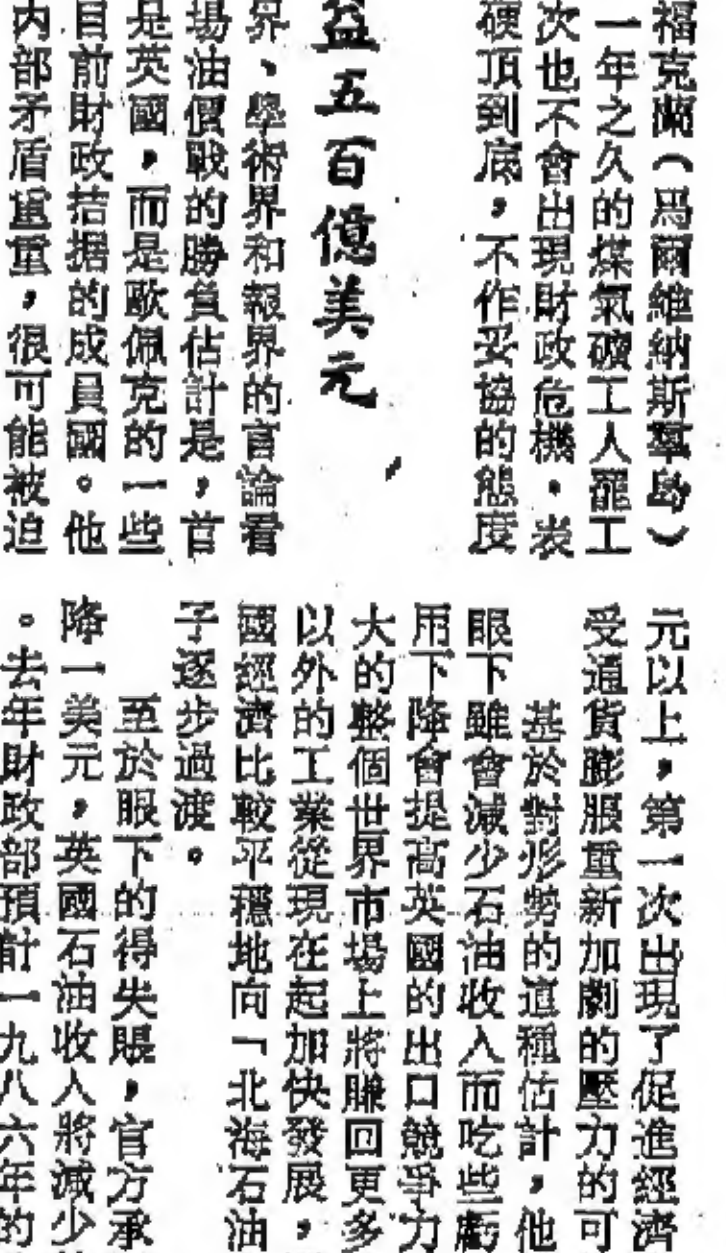 福克蘭（馬爾維納斯羣島）
一年之久的煤氣礦工人罷工
次也不會出現財政危機。表
硬頂到底，不作妥協的態度
益五百億美元
界、學術界和報界的言論看
場油價戰的勝負估計是，首
是英國，而是歐佩克的一些
目前財政拮据的成員國。他
內部矛盾重重，很可能被迫
元以上，第一次出現了促進經濟
受通貨膨脹重新加劇的壓力的可
基於對形勢的這種估計，他
眼下雖會減少石油收入而吃些虧
用下降會提高英國的出口競爭力
大的整個世界市場上將賺回更多
以外的工業從現在起加快發展，
國經濟比較平穩地向「北海石油
子逐步過渡。
至於眼下的得失賬，官方承
降一美元，英國石油收入將減少
。去年財政部預計一九八六年的